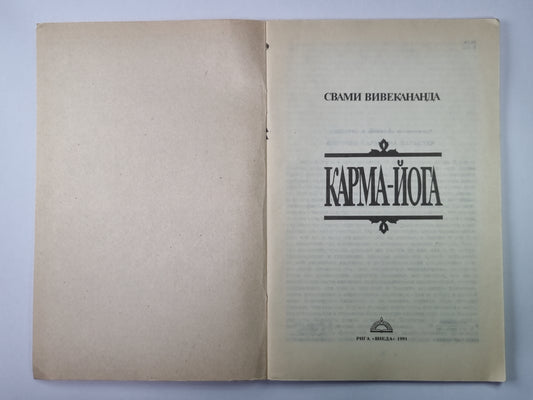 СВАМИ ВИВЕКАНАНДА
КАРМА-ЙОГА
РИГА «ВИЕДА» 1991